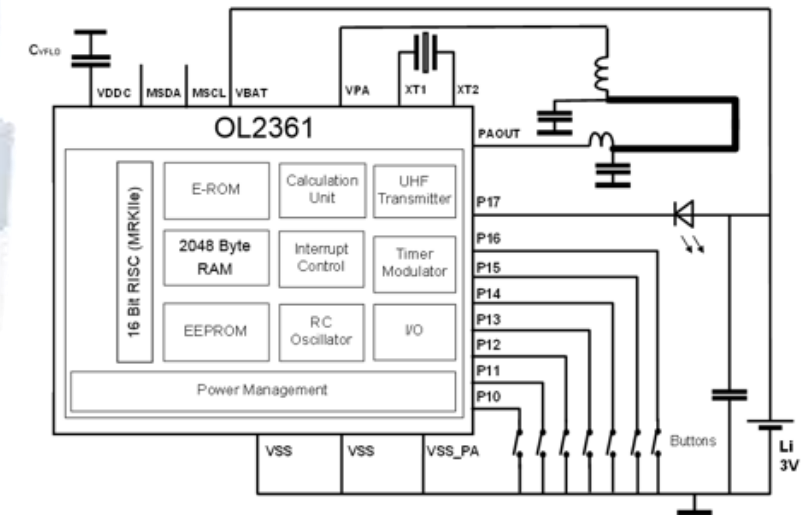 CVFLD
VDDC
MSDA
MSCL
VBAT
VPA
XT1
XT2
OL2361
PAOUT
16 Bit RISC (MRKIIe)
E-ROM
Calculation
Unit
UHF
Transmitter
2048 Byte
RAM
Interrupt
Control
Timer
Modulator
EEPROM
RC
Oscillator
I/O
Power Management
P17
P16
P15
P14
P13
P12
P11
P10
VSS
VSS
VSS_PA
Buttons
Li
3V